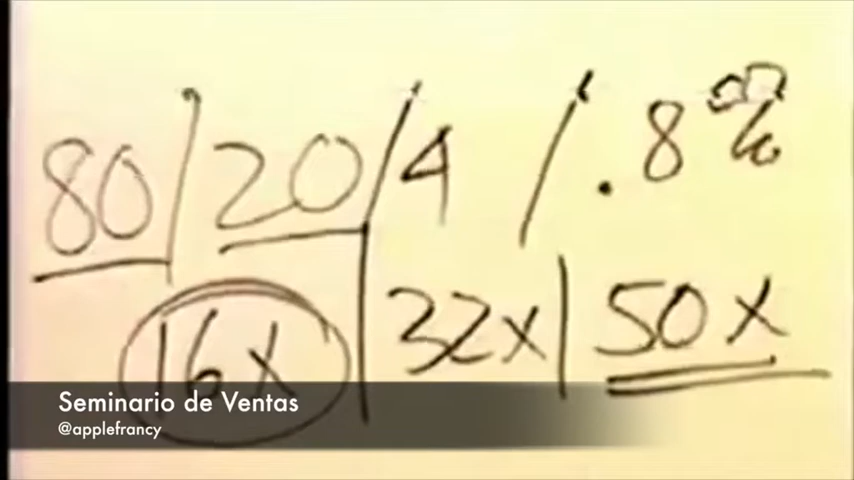 80/20/4/.8%
16x|32x|50x
Seminario de Ventas
@applefrancy